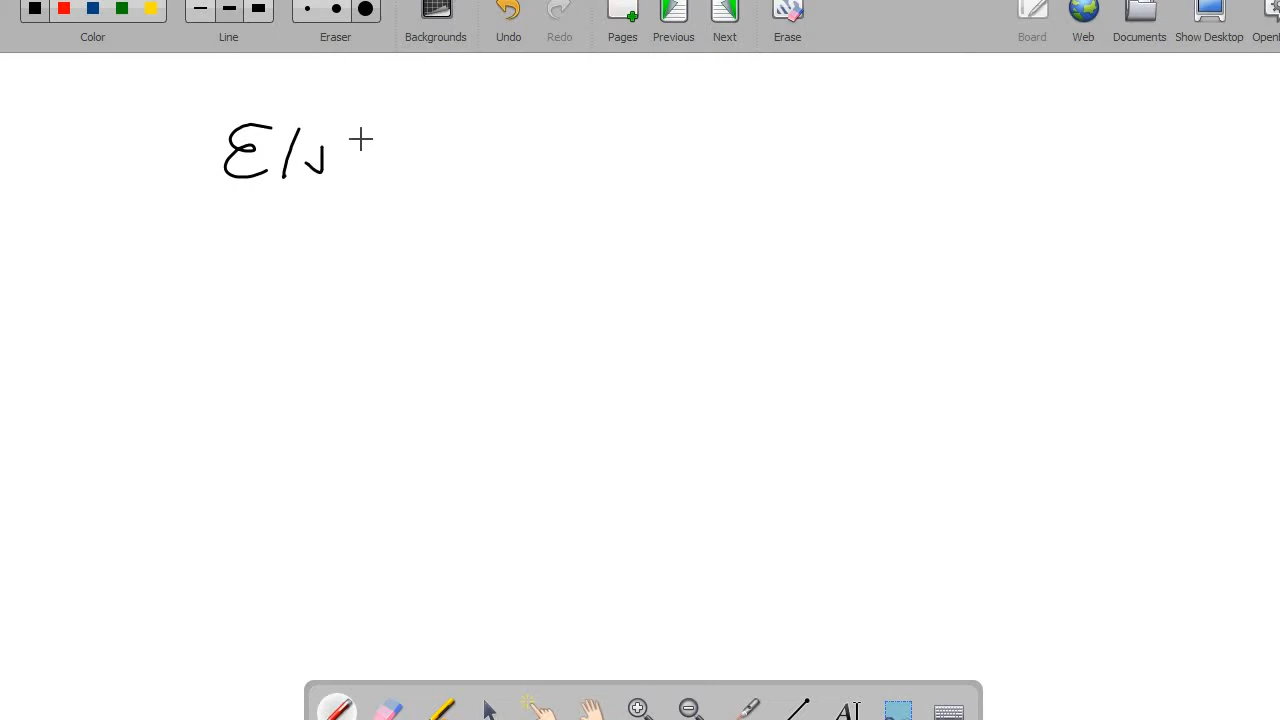 Color
Line
Eraser
Backgrounds
Undo
Redo
Pages
Previous
Next
Erase
Board
Web
Documents
Show Desktop